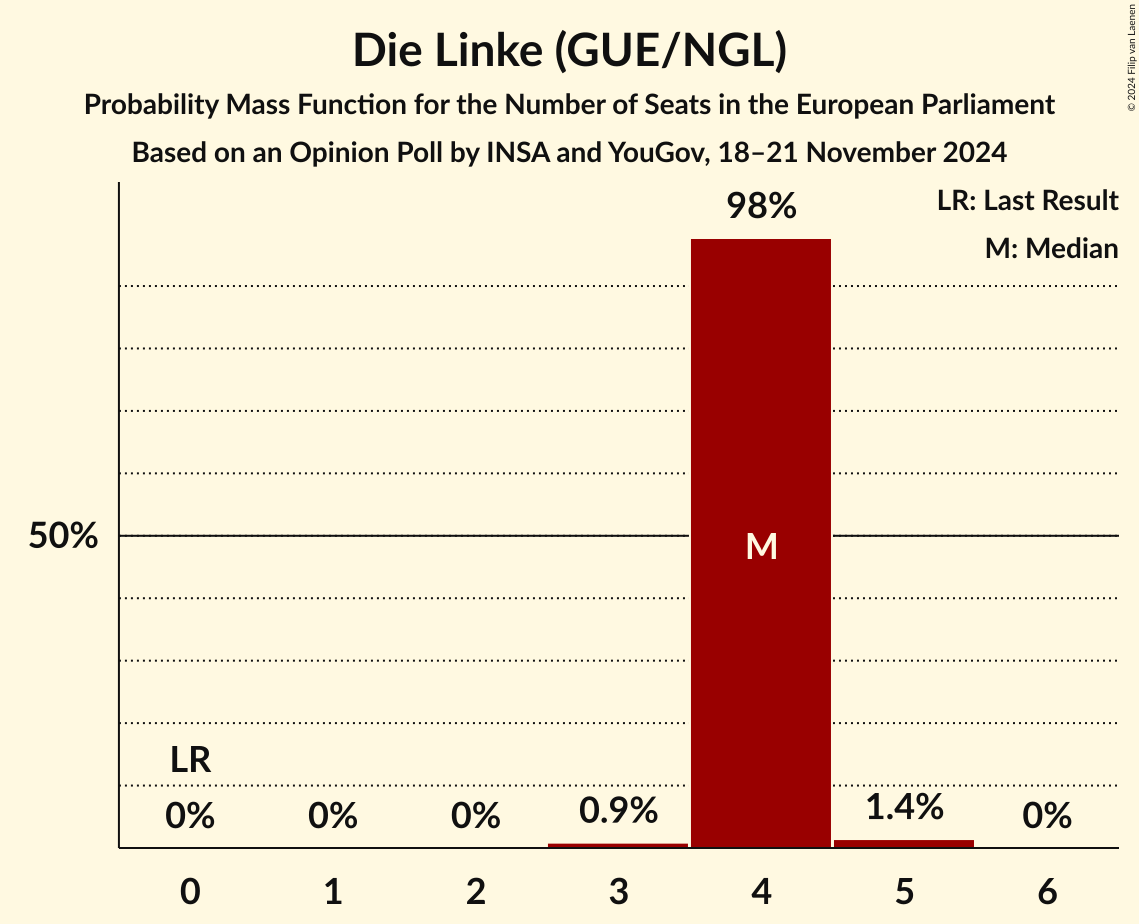 Die Linke (GUE/NGL)
Probability Mass Function for the Number of Seats in the European Parliament
Based on an Opinion Poll by INSA and YouGov, 18–21 November 2024
© 2024 Filip van Laenen
LR: Last Result
M: Median
98%
50%
M
LR
0%
0%
0%
0.9%
1.4%
0%
0
1
2
3
4
5
6